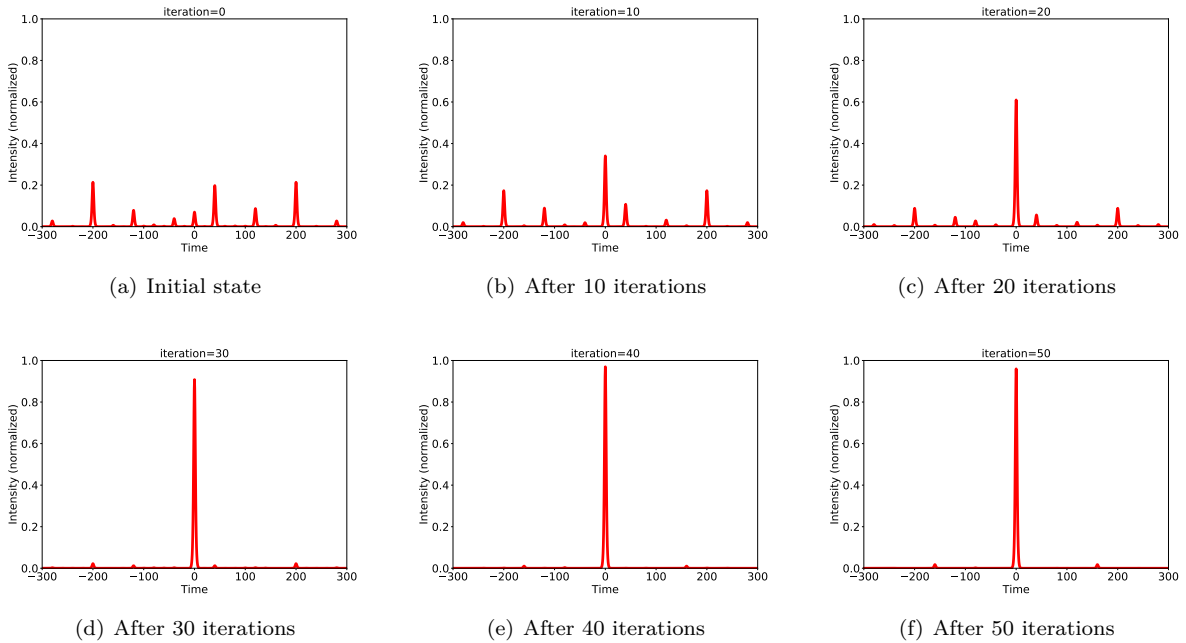 iteration=0
1.0
0.8
0.6
0.4
0.2
0.0
Intensity (normalized)
−300 −200 −100 0 100 200 300
Time
(a) Initial state
iteration=10
1.0
0.8
0.6
0.4
0.2
0.0
Intensity (normalized)
−300 −200 −100 0 100 200 300
Time
(b) After 10 iterations
iteration=20
1.0
0.8
0.6
0.4
0.2
0.0
Intensity (normalized)
−300 −200 −100 0 100 200 300
Time
(c) After 20 iterations
iteration=30
1.0
0.8
0.6
0.4
0.2
0.0
Intensity (normalized)
−300 −200 −100 0 100 200 300
Time
(d) After 30 iterations
iteration=40
1.0
0.8
0.6
0.4
0.2
0.0
Intensity (normalized)
−300 −200 −100 0 100 200 300
Time
(e) After 40 iterations
iteration=50
1.0
0.8
0.6
0.4
0.2
0.0
Intensity (normalized)
−300 −200 −100 0 100 200 300
Time
(f) After 50 iterations